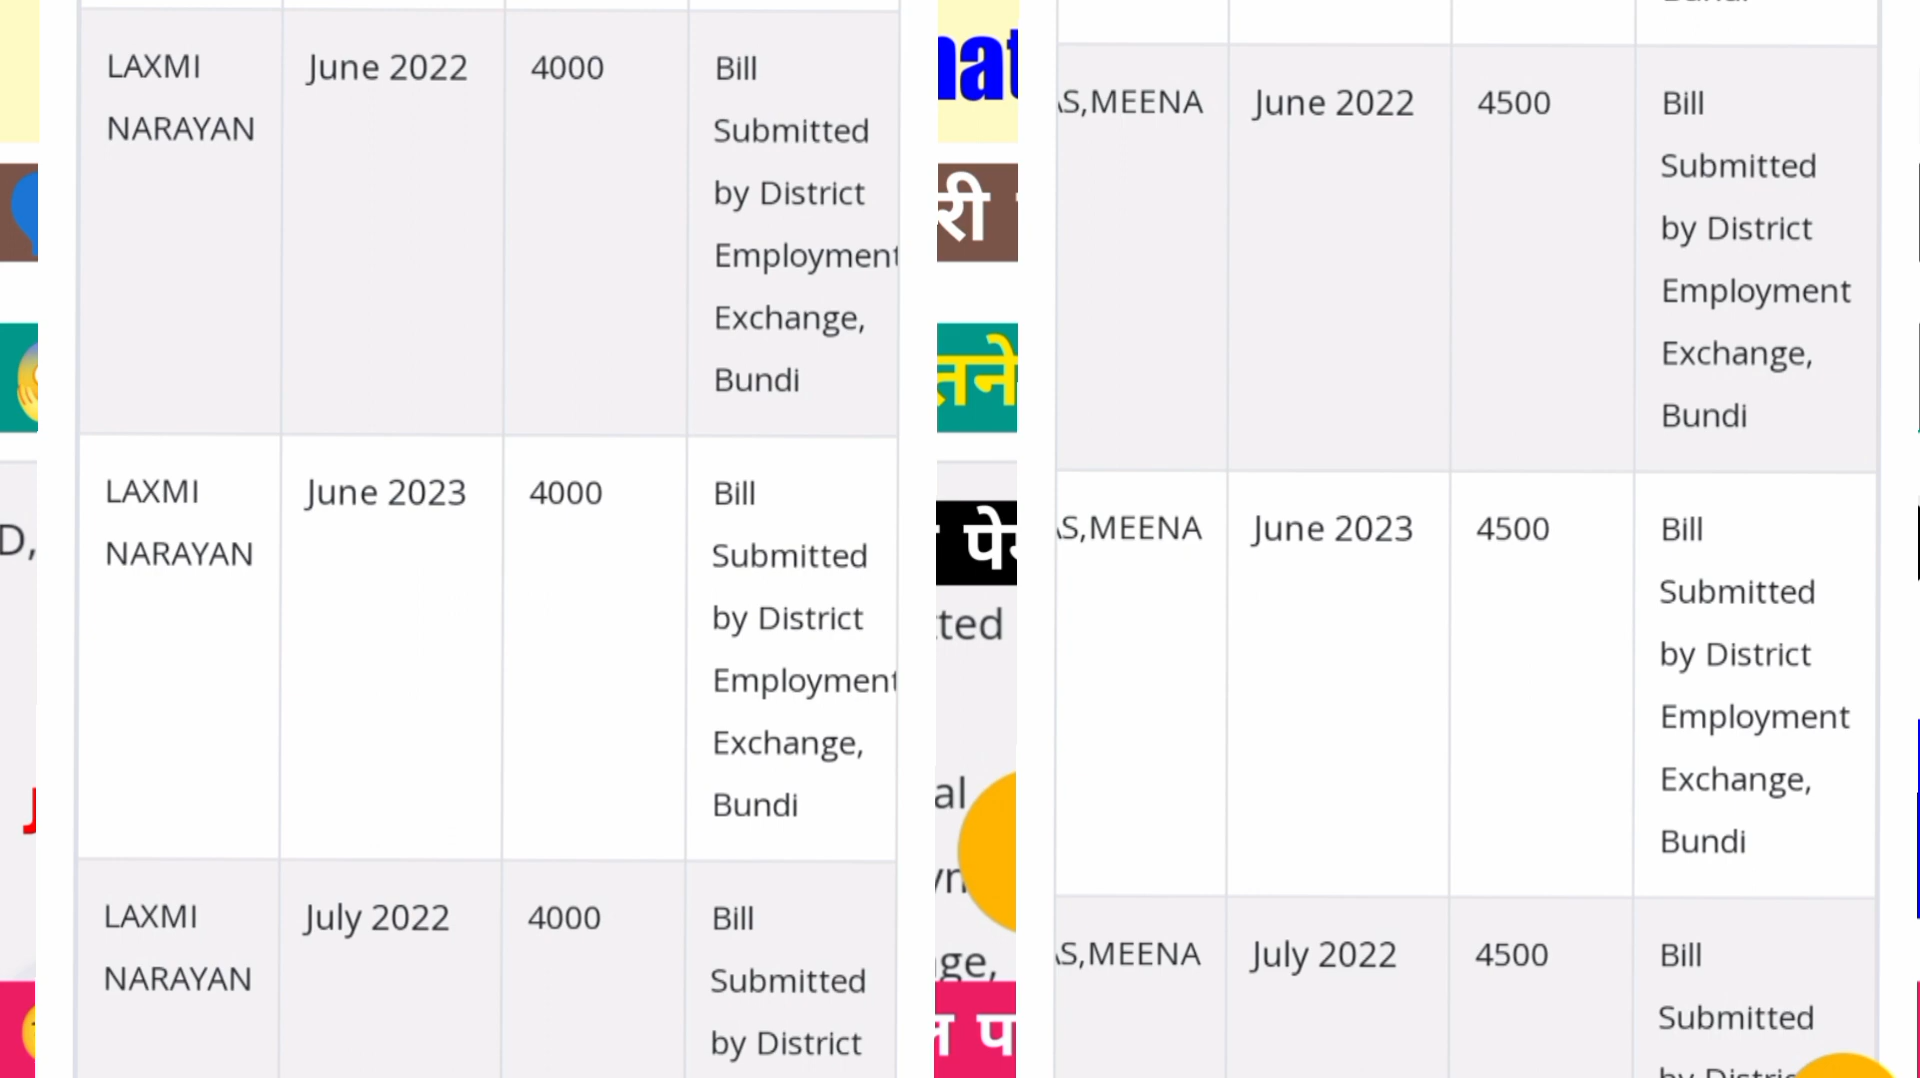 LAXMI
NARAYAN
June 2022
4000
Bill
Submitted
by District
Employment
Exchange,
Bundi
LAXMI
NARAYAN
June 2023
4000
Bill
Submitted
by District
Employment
Exchange,
Bundi
LAXMI
NARAYAN
July 2022
4000
Bill
Submitted
by District
री
तने
S,MEENA
June 2022
4500
Bill
Submitted
by District
Employment
Exchange,
Bundi
S,MEENA
June 2023
4500
Bill
Submitted
by District
Employment
Exchange,
Bundi
S,MEENA
July 2022
4500
Bill
Submitted